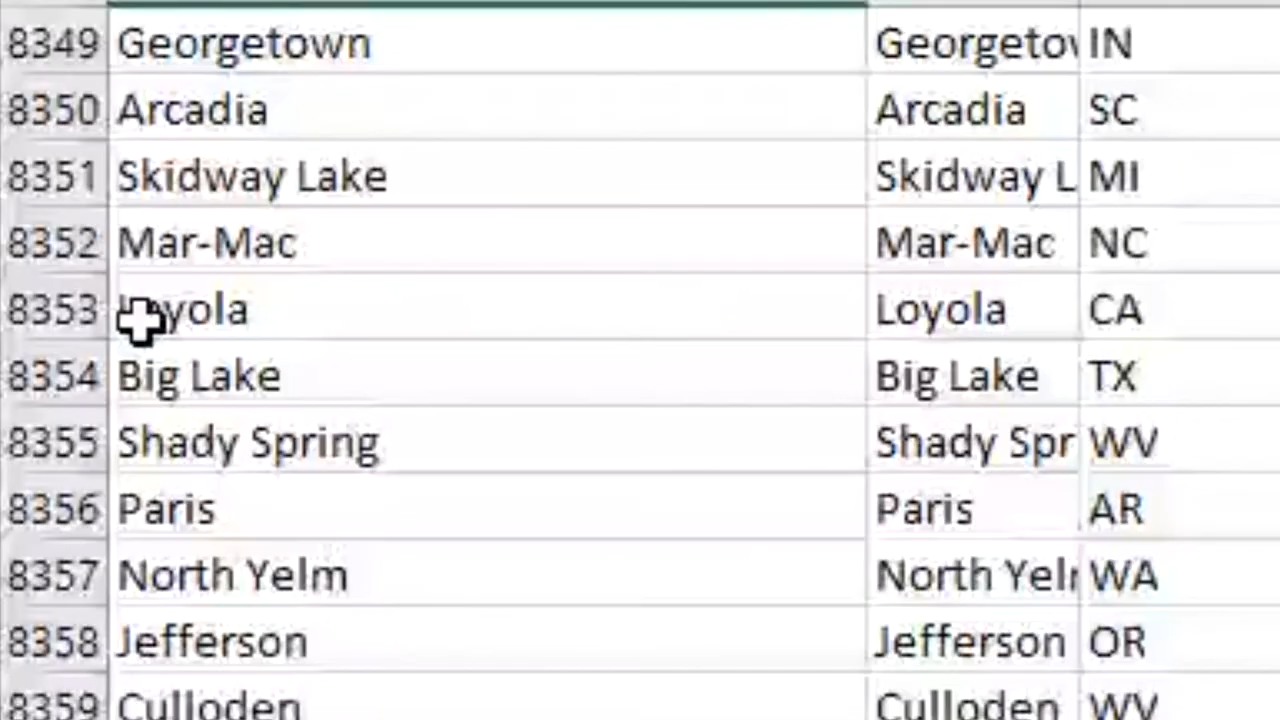 8349 Georgetown Georgetov IN
8350 Arcadia Arcadia SC
8351 Skidway Lake Skidway L MI
8352 Mar-Mac Mar-Mac NC
8353 Loyola Loyola CA
8354 Big Lake Big Lake TX
8355 Shady Spring Shady Spr WV
8356 Paris Paris AR
8357 North Yelm North Yelr WA
8358 Jefferson Jefferson OR
8359 Culloden Culloden WV